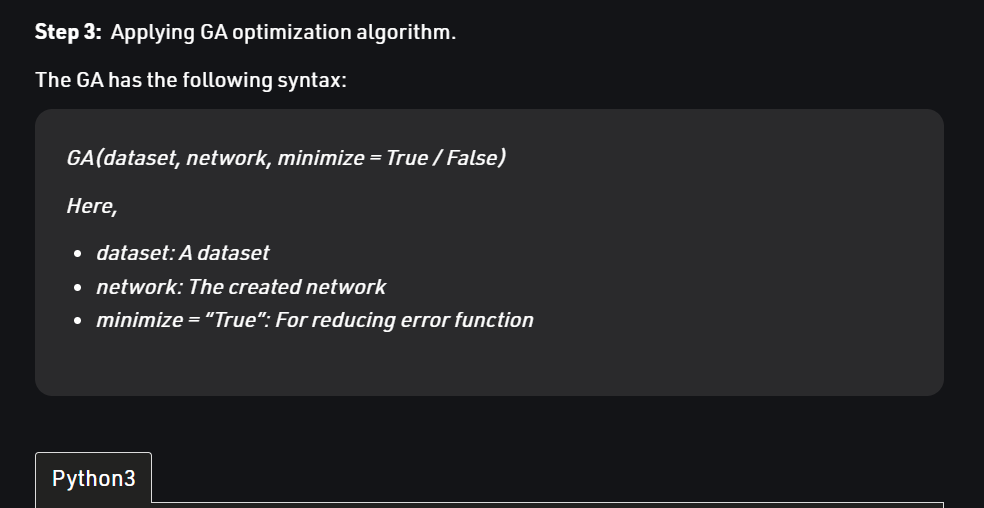 Step 3: Applying GA optimization algorithm.
The GA has the following syntax:
GA(dataset, network, minimize = True / False)
Here,
• dataset: A dataset
• network: The created network
• minimize = “True”: For reducing error function
Python3